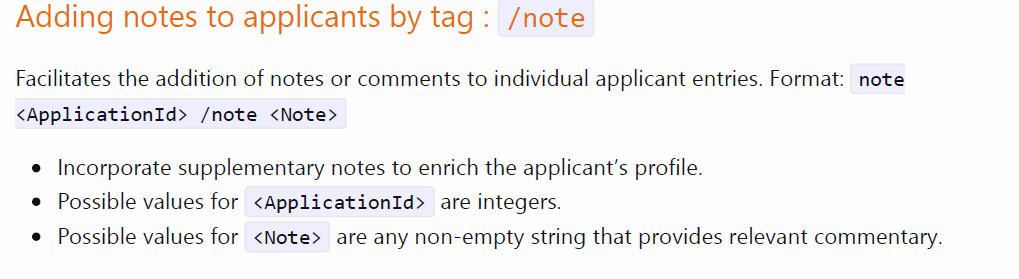 Adding notes to applicants by tag : /note
Facilitates the addition of notes or comments to individual applicant entries. Format: note
<ApplicationId> /note <Note>
• Incorporate supplementary notes to enrich the applicant’s profile.
• Possible values for <ApplicationId> are integers.
• Possible values for <Note> are any non-empty string that provides relevant commentary.